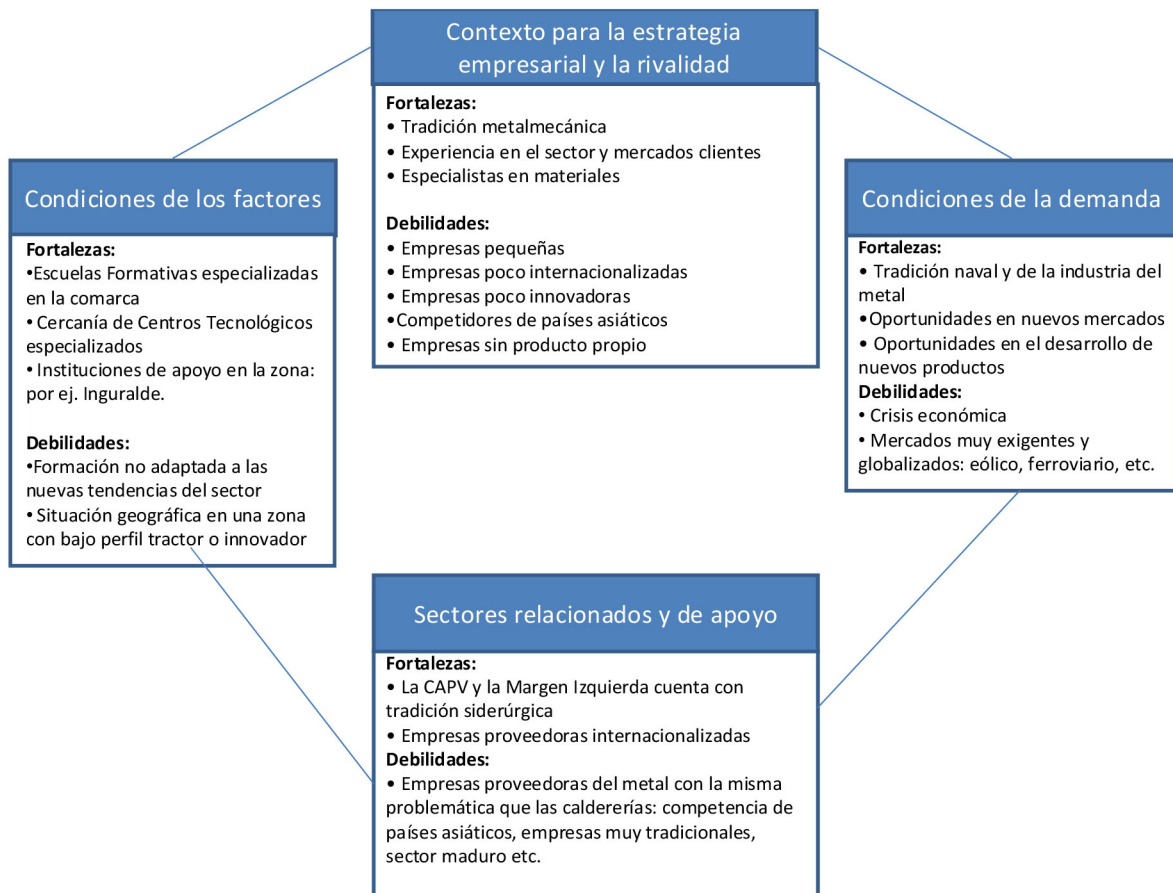 Contexto para la estrategia
empresarial y la rivalidad
Fortalezas:
• Tradición metalmecánica
• Experiencia en el sector y mercados clientes
• Especialistas en materiales
Debilidades:
• Empresas pequeñas
• Empresas poco internacionalizadas
• Empresas poco innovadoras
•Competidores de países asiáticos
• Empresas sin producto propio
Condiciones de los factores
Fortalezas:
•Escuelas Formativas especializadas
en la comarca
• Cercanía de Centros Tecnológicos
especializados
• Instituciones de apoyo en la zona:
por ej. Inguralde.
Debilidades:
•Formación no adaptada a las
nuevas tendencias del sector
• Situación geográfica en una zona
con bajo perfil tractor o innovador
Condiciones de la demanda
Fortalezas:
• Tradición naval y de la industria del
metal
•Oportunidades en nuevos mercados
• Oportunidades en el desarrollo de
nuevos productos
Debilidades:
• Crisis económica
• Mercados muy exigentes y
globalizados: eólico, ferroviario, etc.
Sectores relacionados y de apoyo
Fortalezas:
• La CAPV y la Margen Izquierda cuenta con
tradición siderúrgica
• Empresas proveedoras internacionalizadas
Debilidades:
• Empresas proveedoras del metal con la misma
problemática que las caldererías: competencia de
países asiáticos, empresas muy tradicionales,
sector maduro etc.